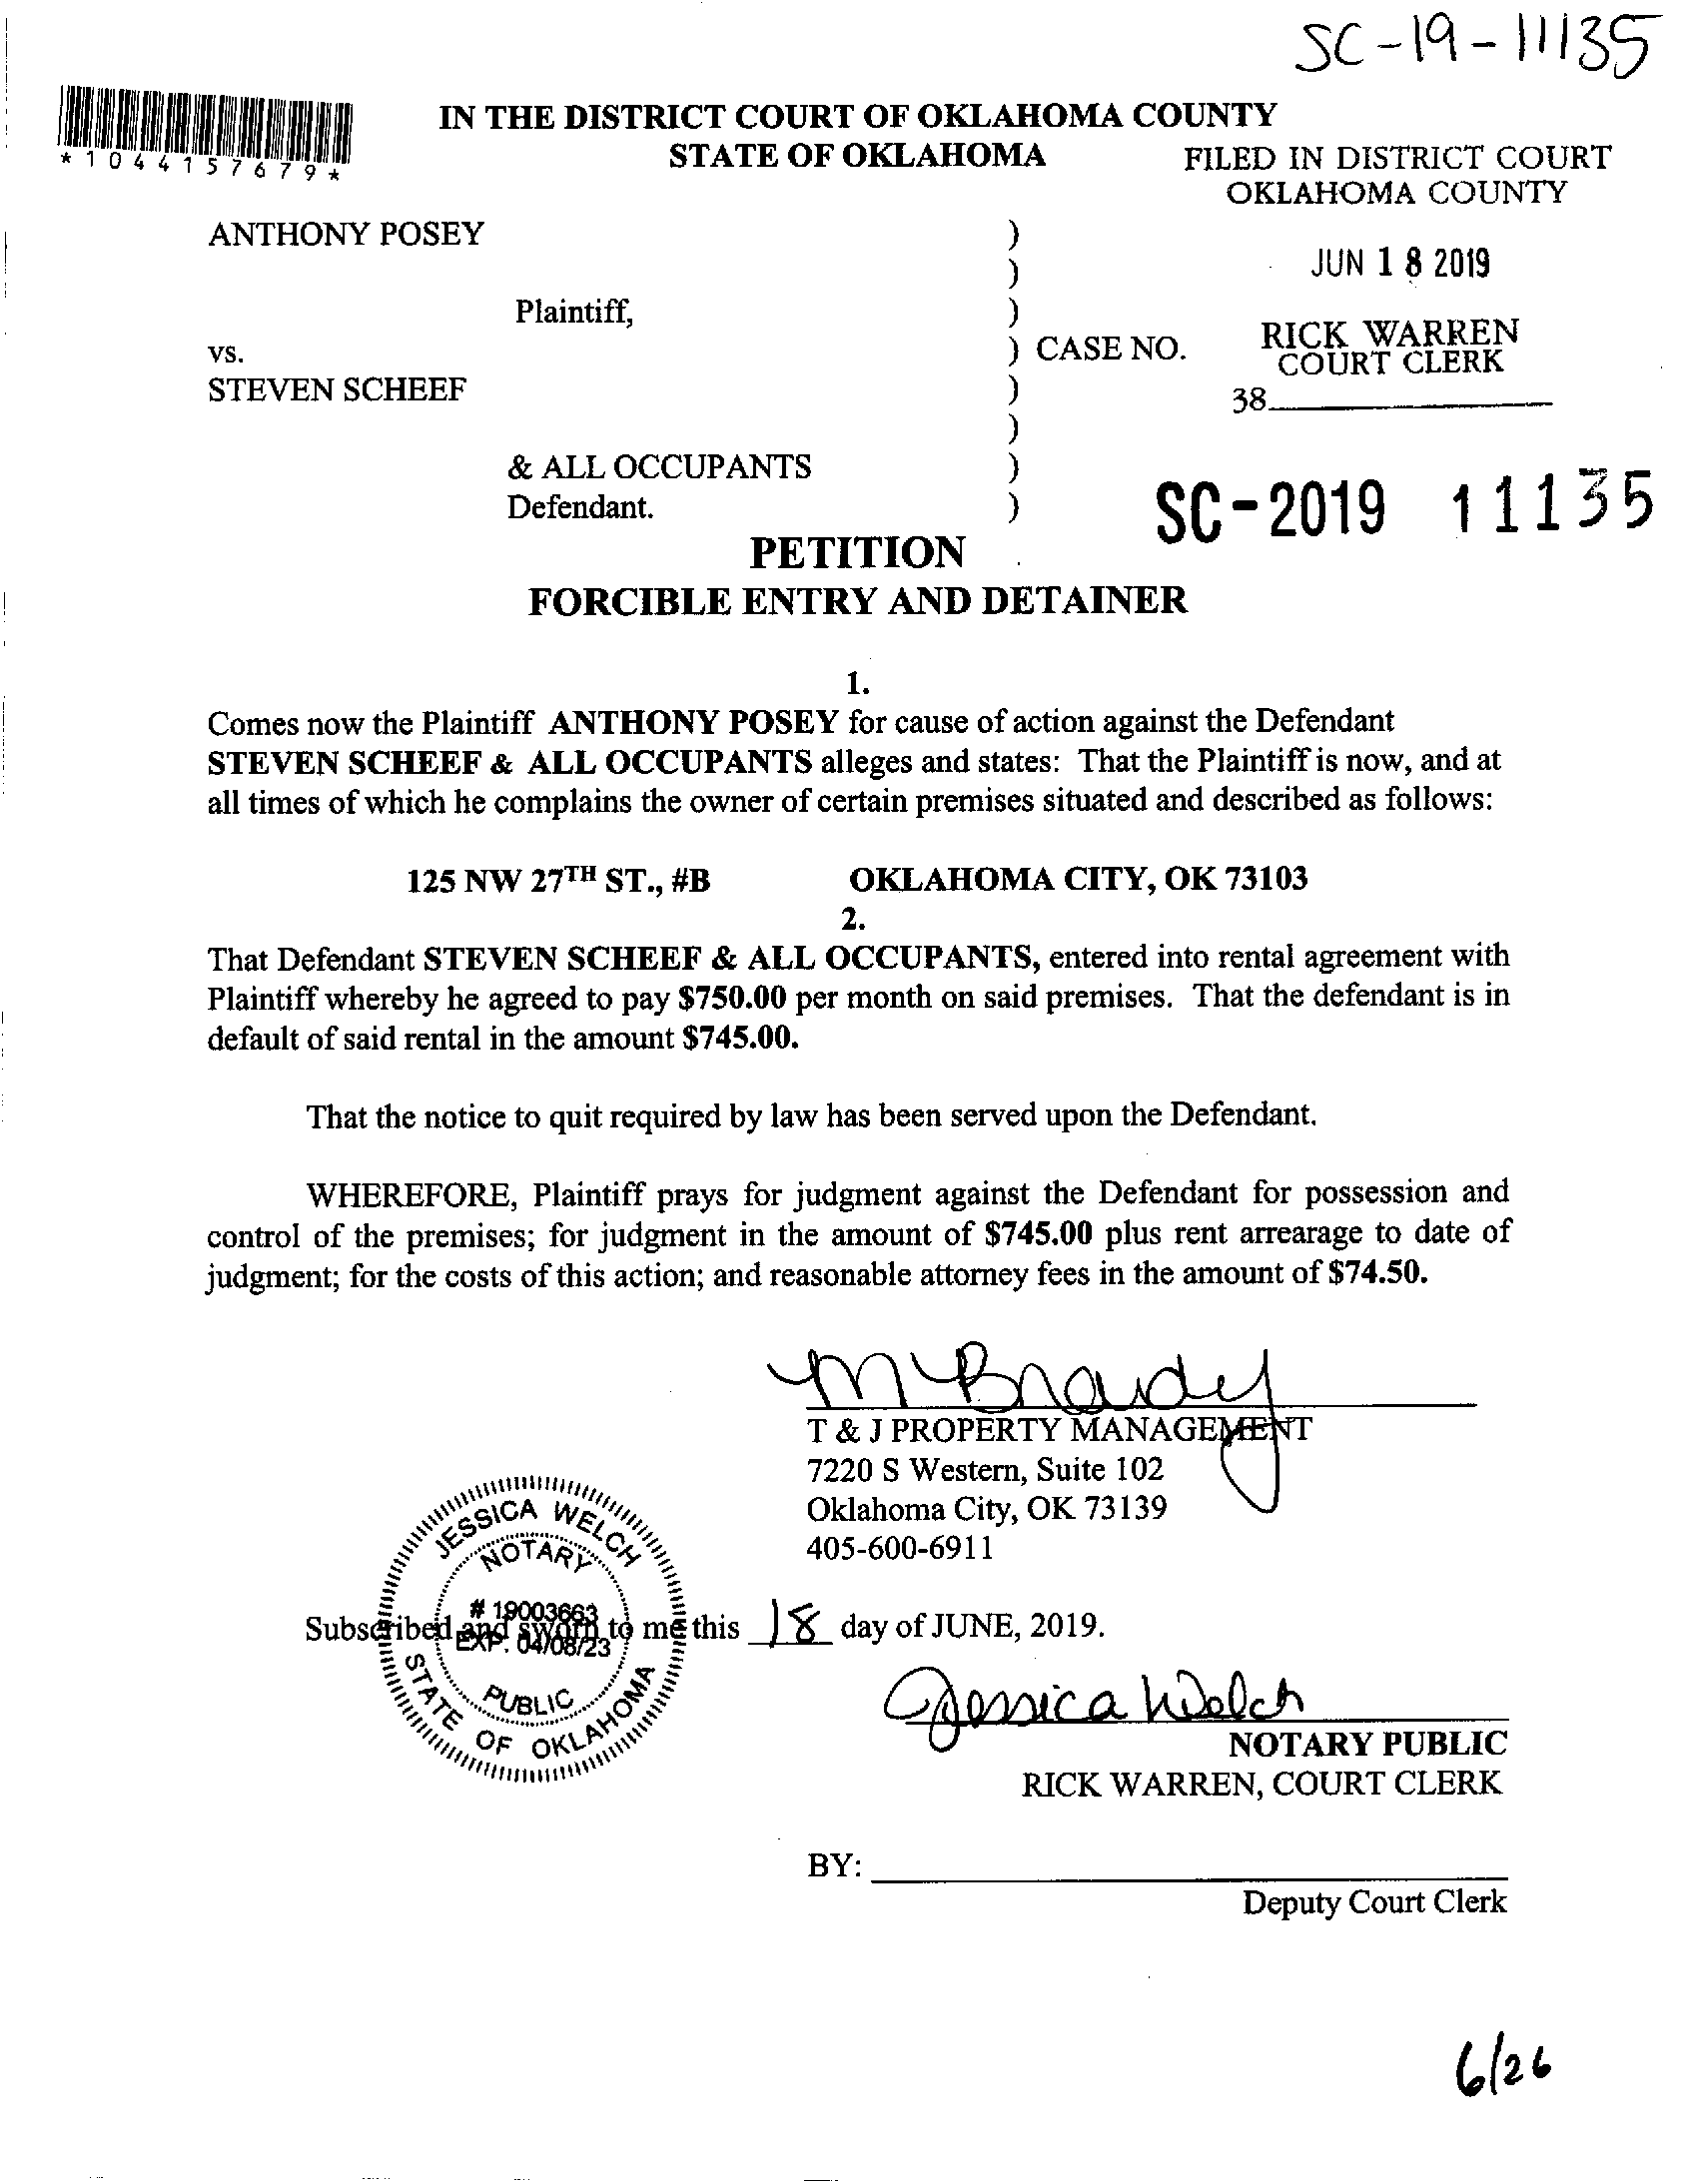 SC-19-11135
*1044157679*
IN THE DISTRICT COURT OF OKLAHOMA COUNTY
STATE OF OKLAHOMA
FILED IN DISTRICT COURT
OKLAHOMA COUNTY
JUN 18 2019
RICK WARREN
COURT CLERK
38
ANTHONY POSEY )
)
Plaintiff, )
vs. ) CASE NO.
STEVEN SCHEEF )
)
& ALL OCCUPANTS )
Defendant. )
SC-2019 11135
PETITION
FORCIBLE ENTRY AND DETAINER
1.
Comes now the Plaintiff ANTHONY POSEY for cause of action against the Defendant
STEVEN SCHEEF & ALL OCCUPANTS alleges and states: That the Plaintiff is now, and at
all times of which he complains the owner of certain premises situated and described as follows:
125 NW 27TH ST., #B OKLAHOMA CITY, OK 73103
2.
That Defendant STEVEN SCHEEF & ALL OCCUPANTS, entered into rental agreement with
Plaintiff whereby he agreed to pay $750.00 per month on said premises. That the defendant is in
default of said rental in the amount $745.00.
That the notice to quit required by law has been served upon the Defendant.
WHEREFORE, Plaintiff prays for judgment against the Defendant for possession and
control of the premises; for judgment in the amount of $745.00 plus rent arrearage to date of
judgment; for the costs of this action; and reasonable attorney fees in the amount of $74.50.
M Brandy
T & J PROPERTY MANAGEMENT
7220 S Western, Suite 102
Oklahoma City, OK 73139
405-600-6911
JESSICA WELCH
NOTARY
# 19003663
EXP. 04/08/23
PUBLIC
STATE OF OKLAHOMA
Subscribed and sworn to me this 18 day of JUNE, 2019.
Jessica Welch
NOTARY PUBLIC
RICK WARREN, COURT CLERK
BY:
Deputy Court Clerk
6/26